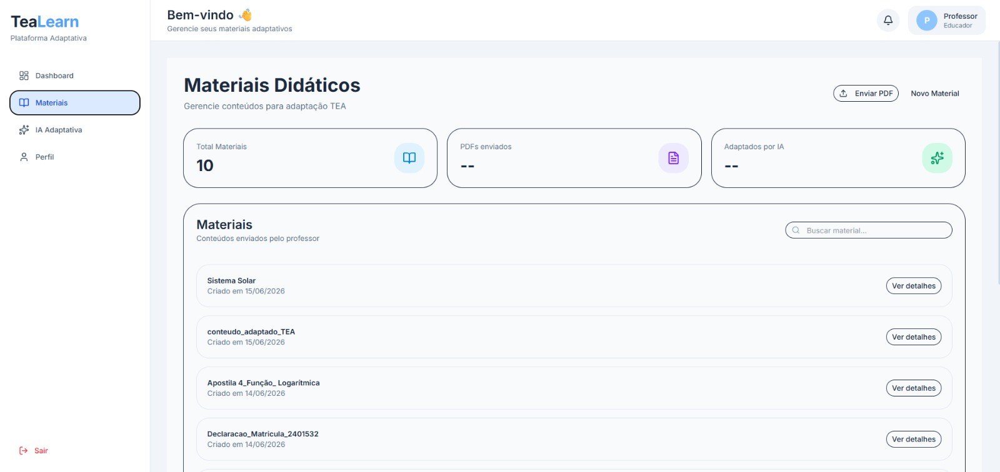 TeaLearn
Plataforma Adaptativa
Dashboard
Materiais
IA Adaptativa
Perfil
Sair
Bem-vindo 👋
Gerencie seus materiais adaptativos
P
Professor
Educador
Materiais Didáticos
Gerencie conteúdos para adaptação TEA
Enviar PDF
Novo Material
Total Materiais
10
PDFs enviados
--
Adaptados por IA
--
Materiais
Conteúdos enviados pelo professor
Buscar material...
Sistema Solar
Criado em 15/06/2026
Ver detalhes
conteudo_adaptado_TEA
Criado em 15/06/2026
Ver detalhes
Apostila 4_Função_ Logarítmica
Criado em 14/06/2026
Ver detalhes
Declaracao_Matricula_2401532
Criado em 14/06/2026
Ver detalhes